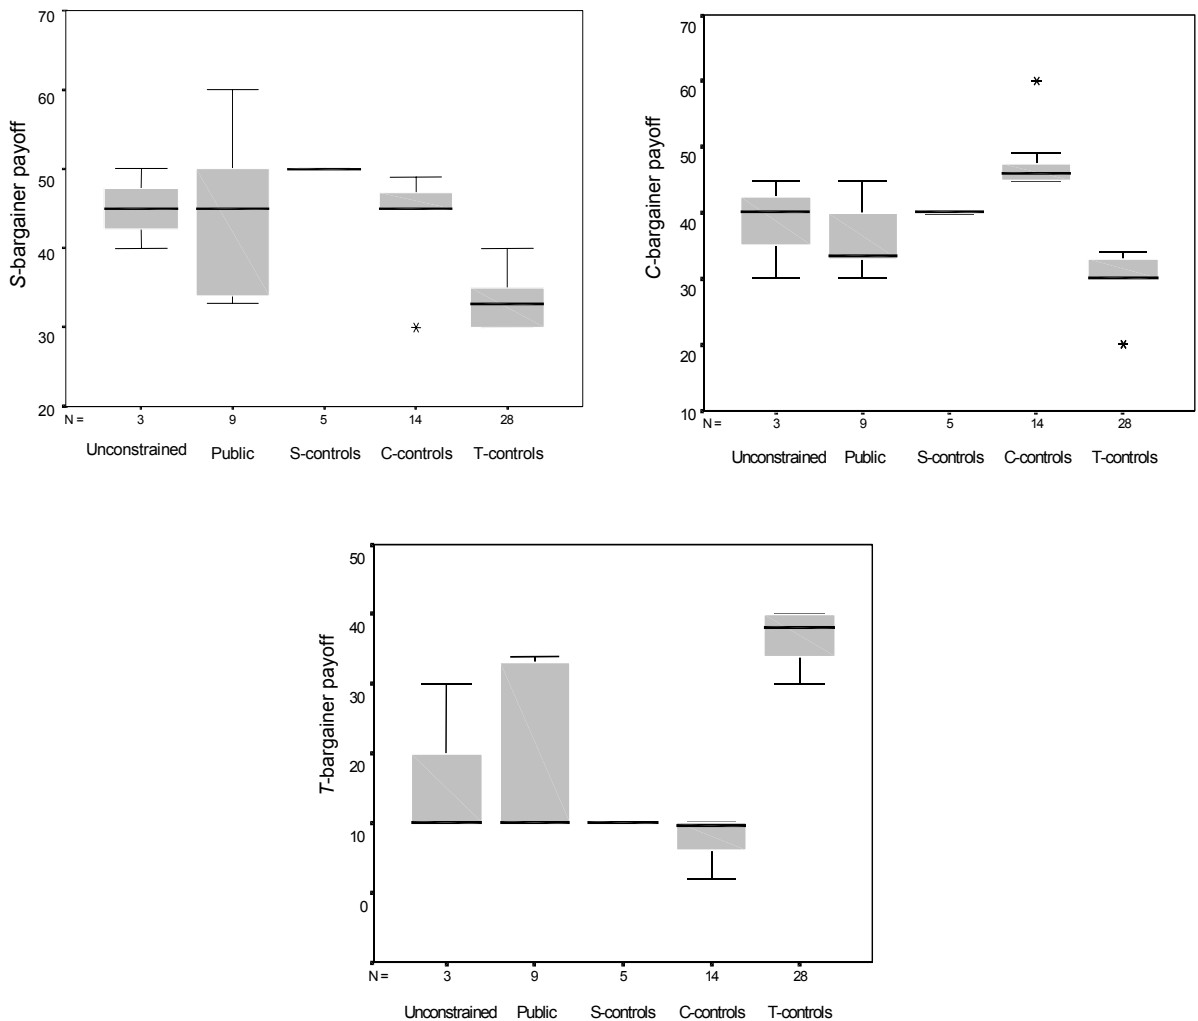 70
60
50
40
30
20
S-bargainer payoff
N = 3 9 5 14 28
Unconstrained Public S-controls C-controls T-controls
70
60
50
40
30
20
10
C-bargainer payoff
N = 3 9 5 14 28
Unconstrained Public S-controls C-controls T-controls
50
40
30
20
10
0
T-bargainer payoff
N = 3 9 5 14 28
Unconstrained Public S-controls C-controls T-controls